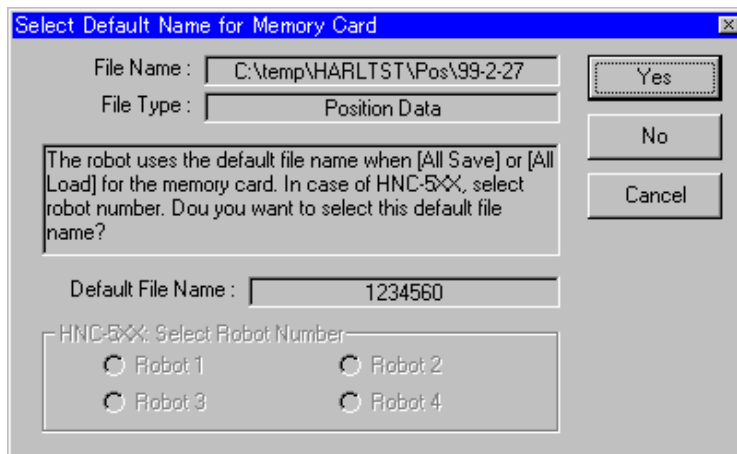 Select Default Name for Memory Card
File Name : C:\temp\HARLTST\Pos\99-2-27
File Type : Position Data
Yes
No
Cancel
The robot uses the default file name when [All Save] or [All
Load] for the memory card. In case of HNC-5XX, select
robot number. Dou you want to select this default file
name?
Default File Name : 1234560
HNC-5XX: Select Robot Number
Robot 1 Robot 2
Robot 3 Robot 4